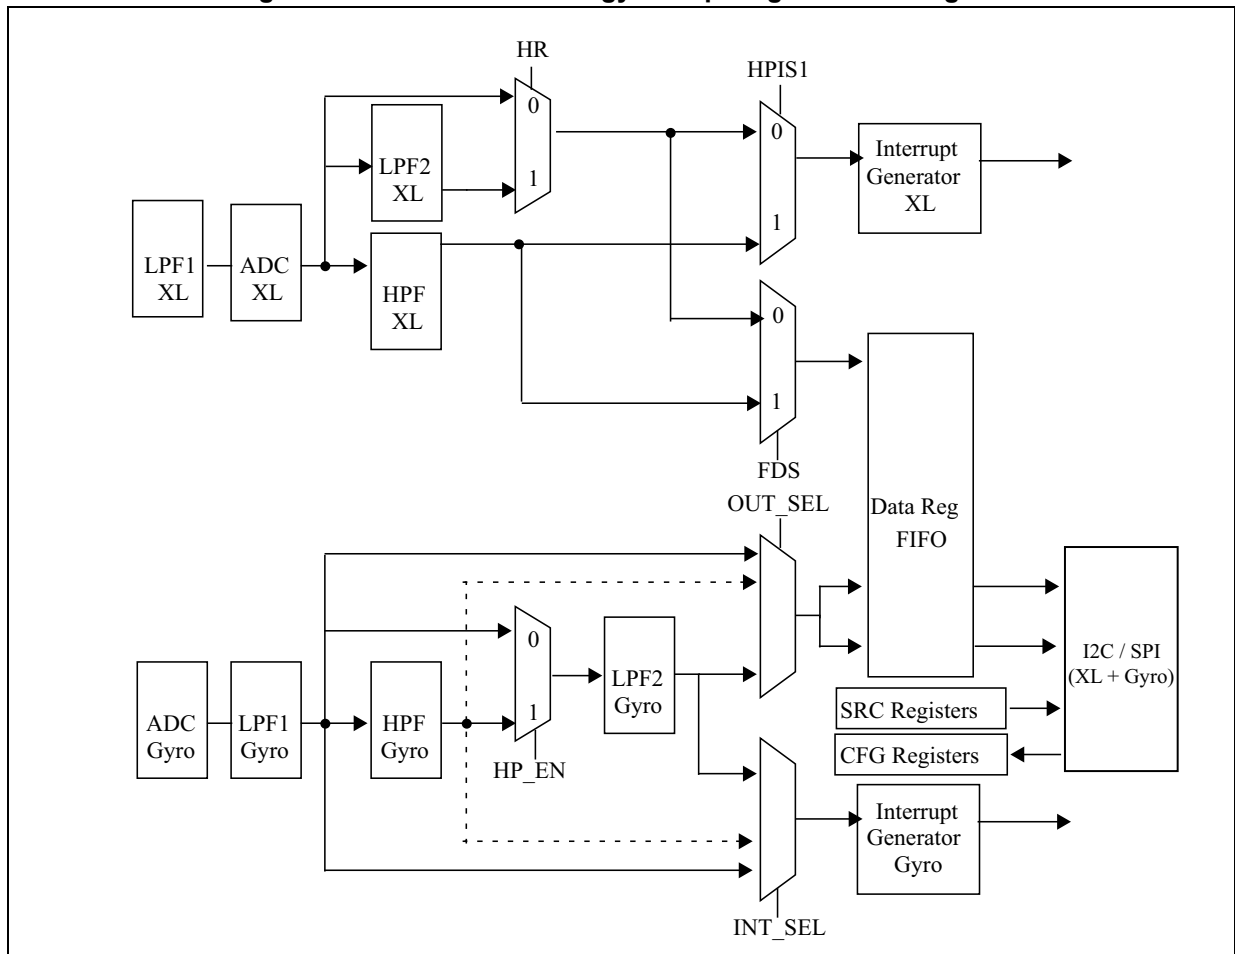 HR
HPIS1
0
0
LPF2
XL
1
Interrupt
Generator
XL
1
LPF1
XL
ADC
XL
HPF
XL
0
1
FDS
OUT_SEL
Data Reg
FIFO
0
1
HP_EN
LPF2
Gyro
ADC
Gyro
LPF1
Gyro
HPF
Gyro
I2C / SPI
(XL + Gyro)
SRC Registers
CFG Registers
Interrupt
Generator
Gyro
INT_SEL